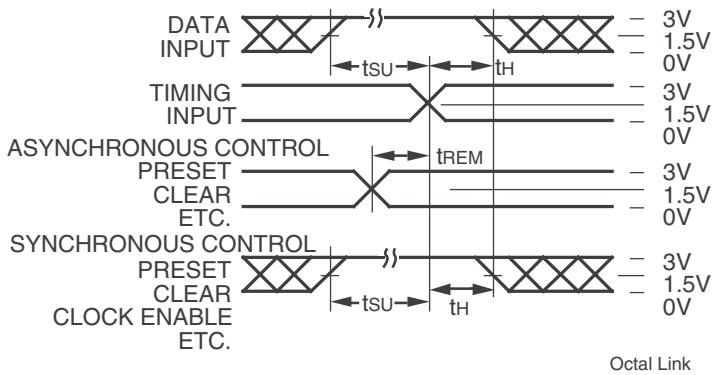 DATA
INPUT
3V
1.5V
0V
tSU
tH
TIMING
INPUT
3V
1.5V
0V
ASYNCHRONOUS CONTROL
tREM
PRESET
CLEAR
ETC.
3V
1.5V
0V
SYNCHRONOUS CONTROL
PRESET
CLEAR
CLOCK ENABLE
ETC.
3V
1.5V
0V
tSU
tH
Octal Link